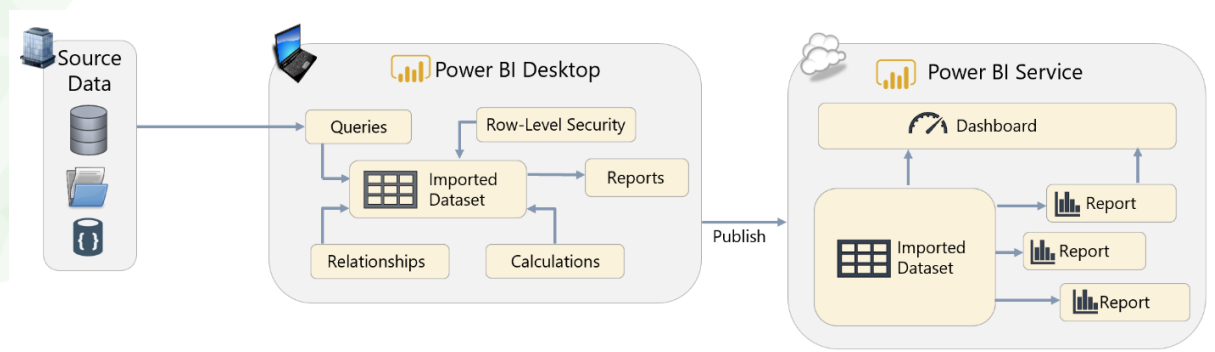 Source
Data
Power BI Desktop
Queries
Row-Level Security
Imported
Dataset
Reports
Relationships
Calculations
Publish
Power BI Service
Dashboard
Imported
Dataset
Report
Report
Report
{ }